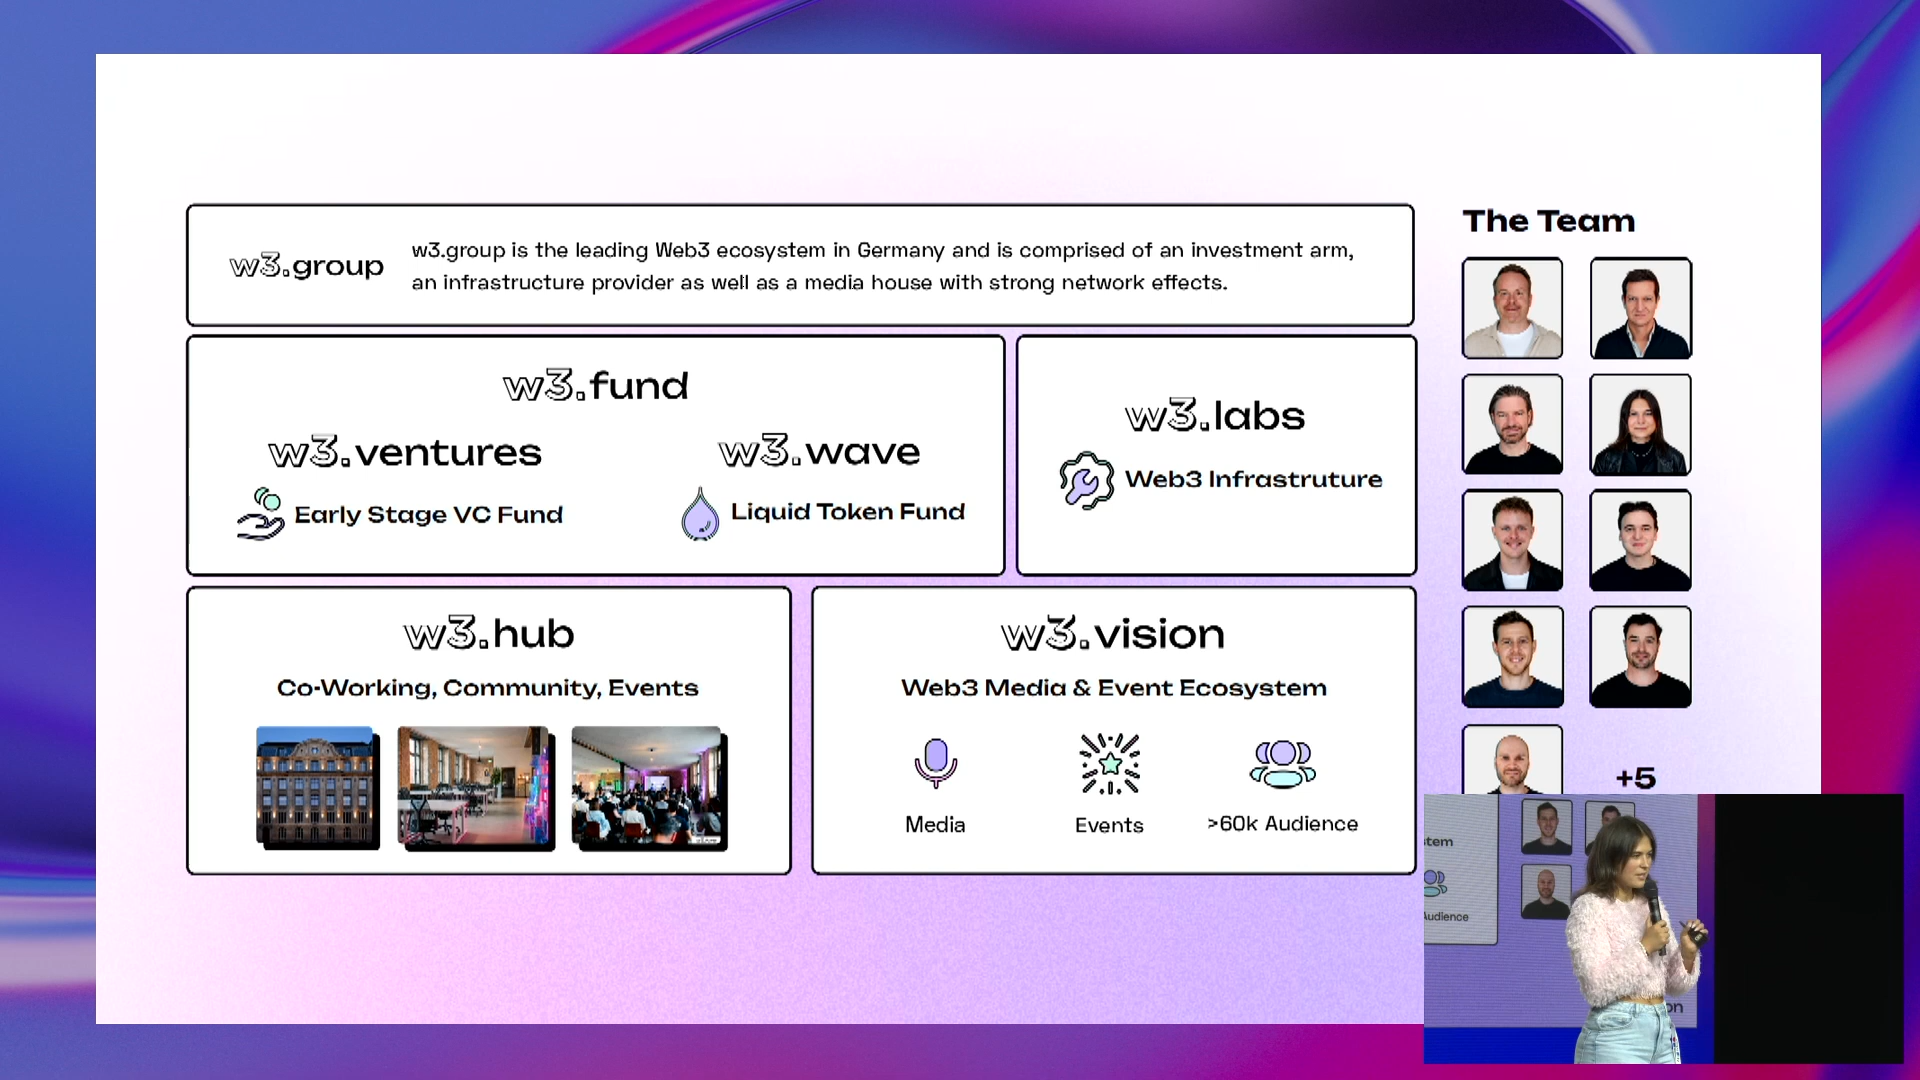 w3.group
w3.group is the leading Web3 ecosystem in Germany and is comprised of an investment arm,
an infrastructure provider as well as a media house with strong network effects.
w3.fund
w3.ventures
Early Stage VC Fund
w3.wave
Liquid Token Fund
w3.labs
Web3 Infrastruture
w3.hub
Co-Working, Community, Events
w3.vision
Web3 Media & Event Ecosystem
Media
Events
>60k Audience
The Team
+5
stem
Audience
on